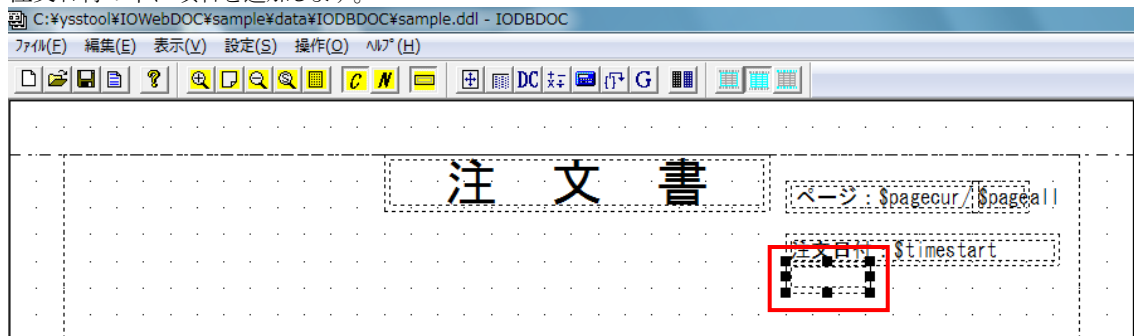 C:¥ysstool¥IOWebDOC¥sample¥data¥IODBDOC¥sample.ddl - IODBDOC
ﾌｧｲﾙ(F) 編集(E) 表示(V) 設定(S) 操作(O) ﾍﾙﾌﾟ(H)
C N DC G
注 文 書
ページ：$pagecur/$pageall
注文日付：$timestart